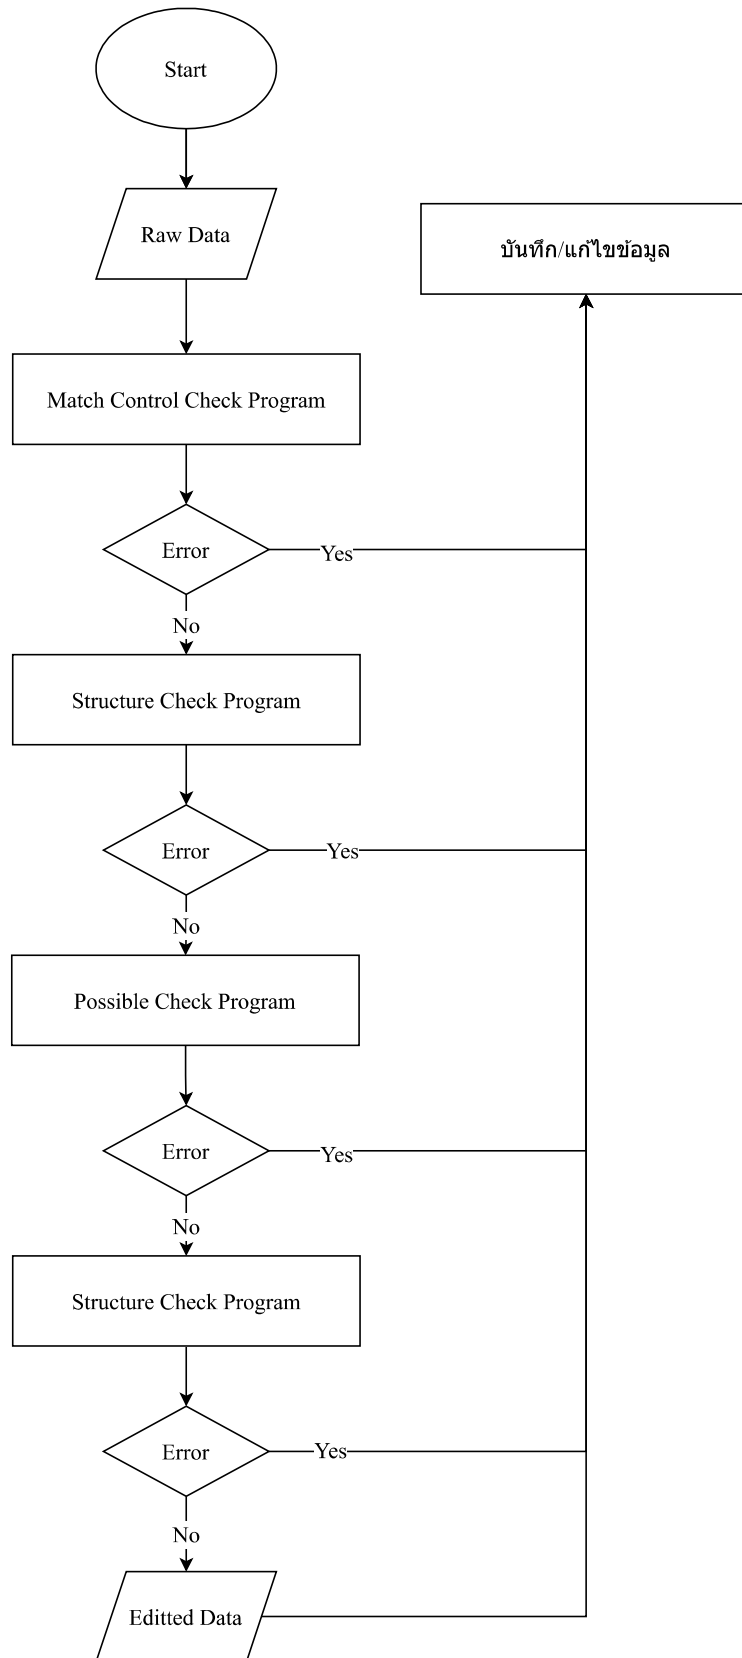 Start
Raw Data
บันทึก/แก้ไขข้อมูล
Match Control Check Program
Error
Yes
No
Structure Check Program
Error
Yes
No
Possible Check Program
Error
Yes
No
Structure Check Program
Error
Yes
No
Editted Data